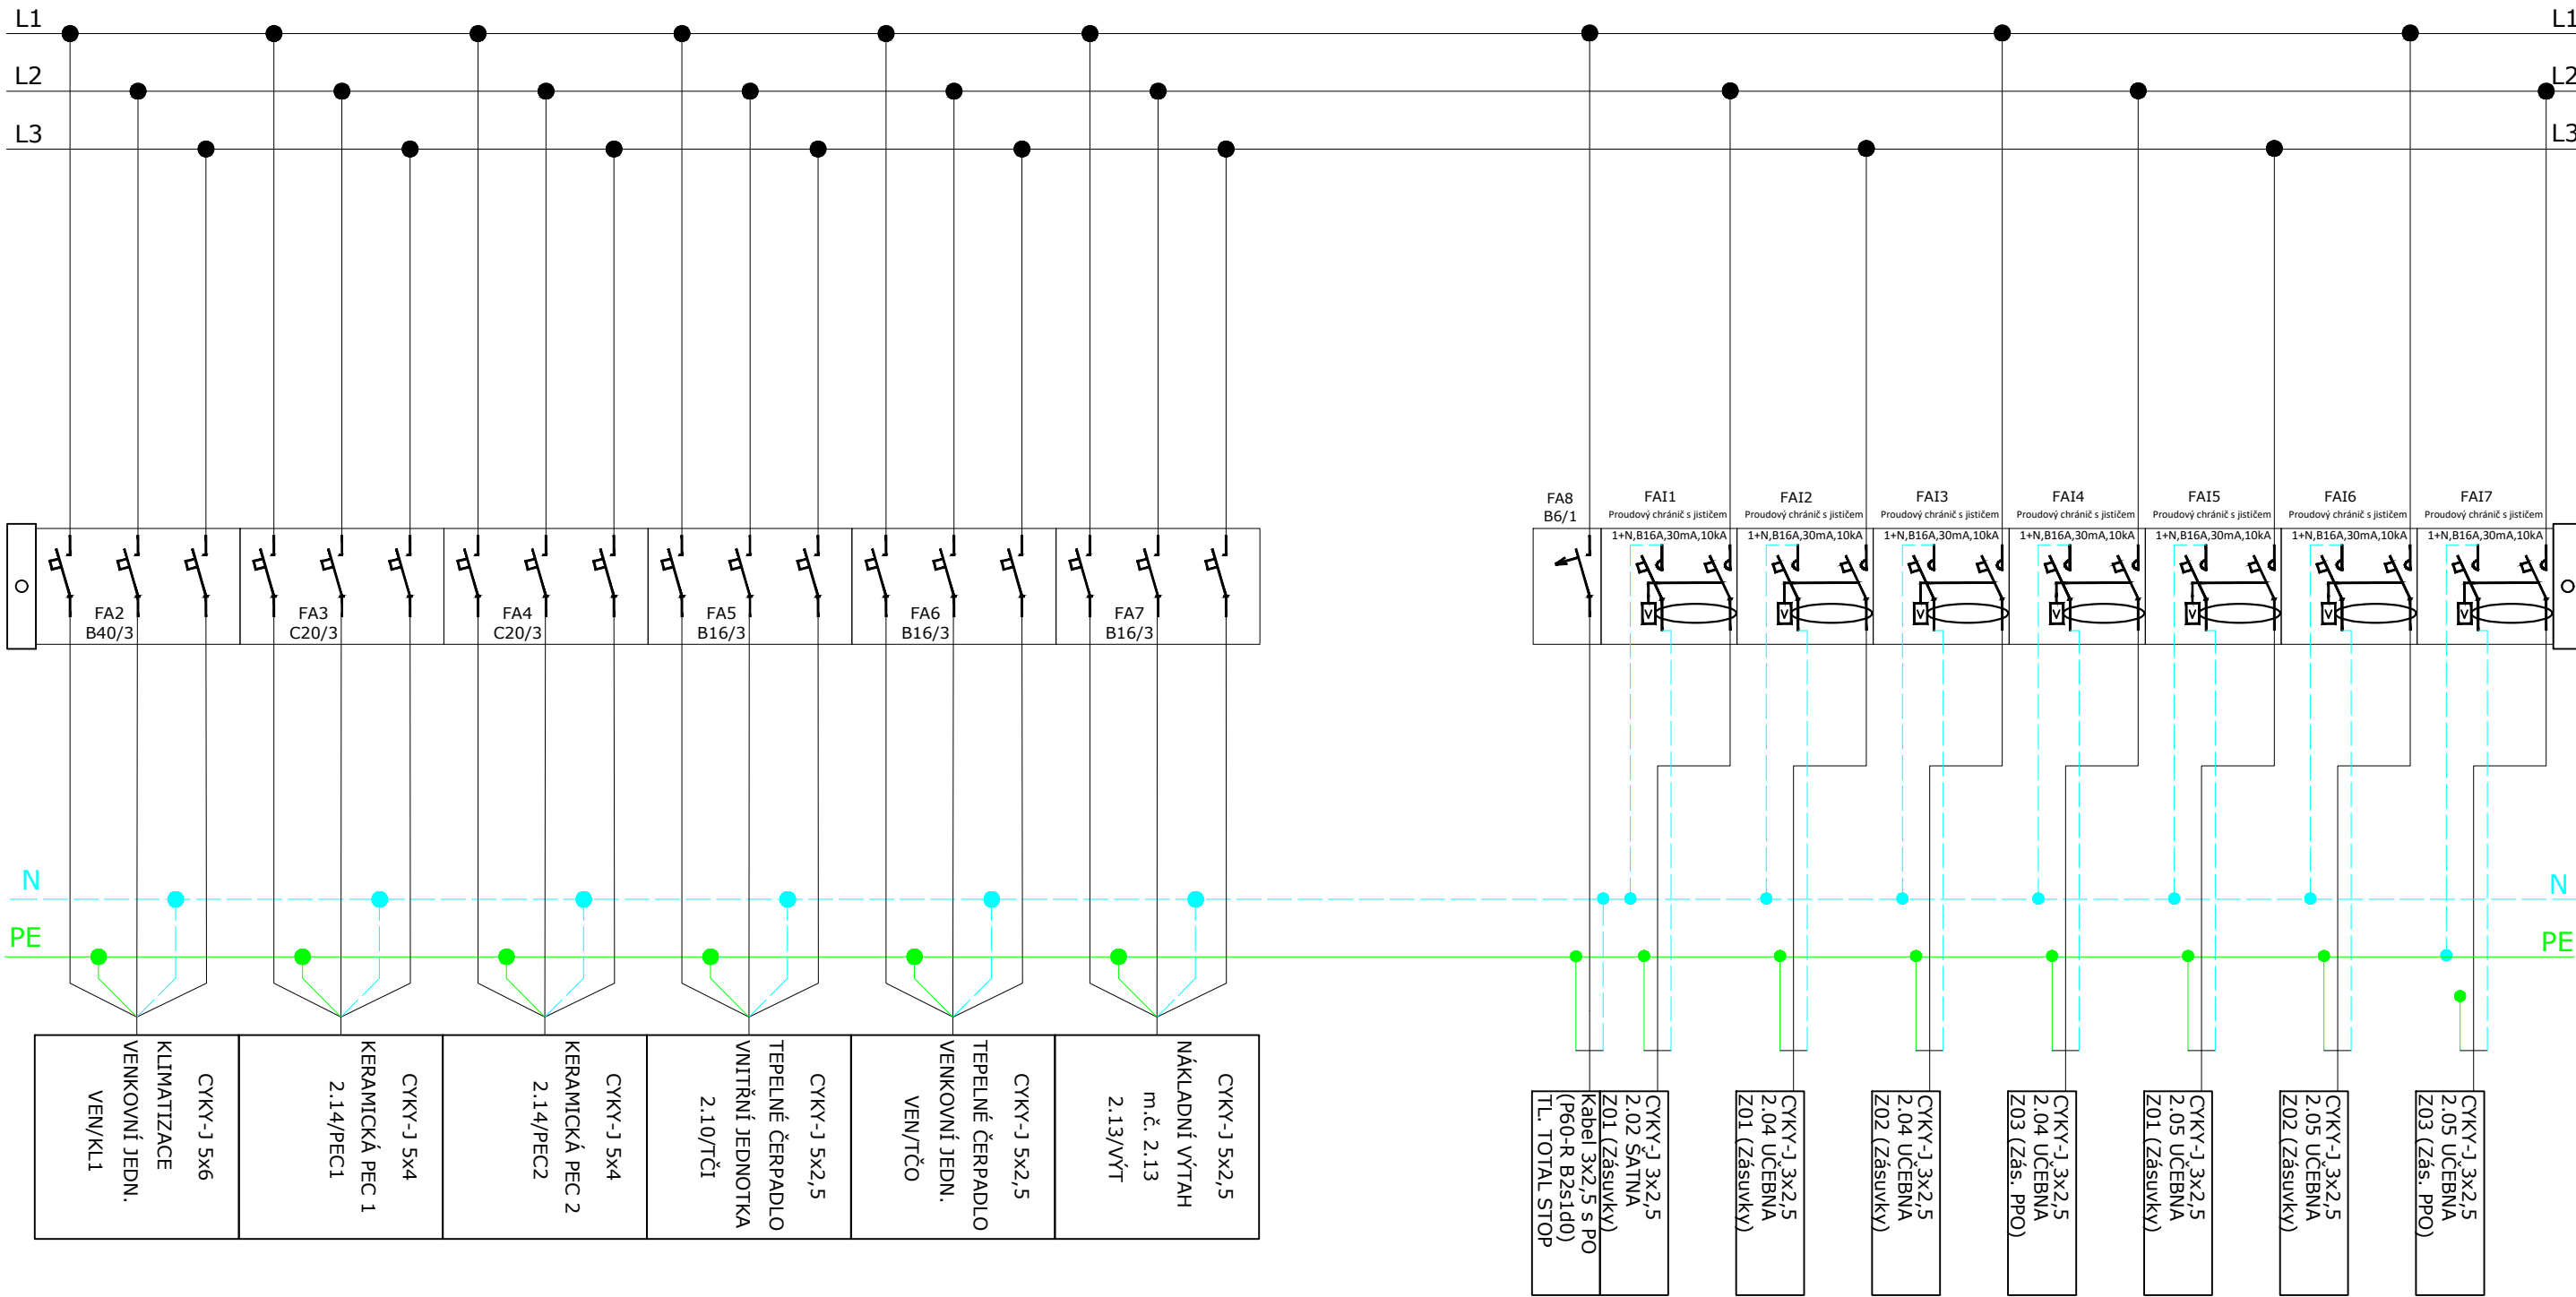 L1
L1
L2
L2
L3
L3
FA8
B6/1
FAI1
Proudový chránič s jističem
1+N,B16A,30mA,10kA
FAI2
Proudový chránič s jističem
1+N,B16A,30mA,10kA
FAI3
Proudový chránič s jističem
1+N,B16A,30mA,10kA
FAI4
Proudový chránič s jističem
1+N,B16A,30mA,10kA
FAI5
Proudový chránič s jističem
1+N,B16A,30mA,10kA
FAI6
Proudový chránič s jističem
1+N,B16A,30mA,10kA
FAI7
Proudový chránič s jističem
1+N,B16A,30mA,10kA
FA2
B40/3
FA3
C20/3
FA4
C20/3
FA5
B16/3
FA6
B16/3
FA7
B16/3
V
V
V
V
V
V
V
N
N
PE
PE
CYKY-J 5x6
KLIMATIZACE
VENKOVNÍ JEDN.
VEN/KL1
CYKY-J 5x4
KERAMICKÁ PEC 1
2.14/PEC1
CYKY-J 5x4
KERAMICKÁ PEC 2
2.14/PEC2
CYKY-J 5x2,5
TEPELNÉ ČERPADLO
VNITŘNÍ JEDNOTKA
2.10/TČI
CYKY-J 5x2,5
TEPELNÉ ČERPADLO
VENKOVNÍ JEDN.
VEN/TČO
CYKY-J 5x2,5
NÁKLADNÍ VÝTAH
m.č. 2.13
2.13/VÝT
Kabel 3x2,5 s PO
(P60-R B2s1d0)
TL. TOTAL STOP
CYKY-J 3x2,5
2.02 ŠATNA
Z01 (Zásuvky)
CYKY-J 3x2,5
2.04 UČEBNA
Z01 (Zásuvky)
CYKY-J 3x2,5
2.04 UČEBNA
Z02 (Zásuvky)
CYKY-J 3x2,5
2.04 UČEBNA
Z03 (Zás. PPO)
CYKY-J 3x2,5
2.05 UČEBNA
Z01 (Zásuvky)
CYKY-J 3x2,5
2.05 UČEBNA
Z02 (Zásuvky)
CYKY-J 3x2,5
2.05 UČEBNA
Z03 (Zás. PPO)